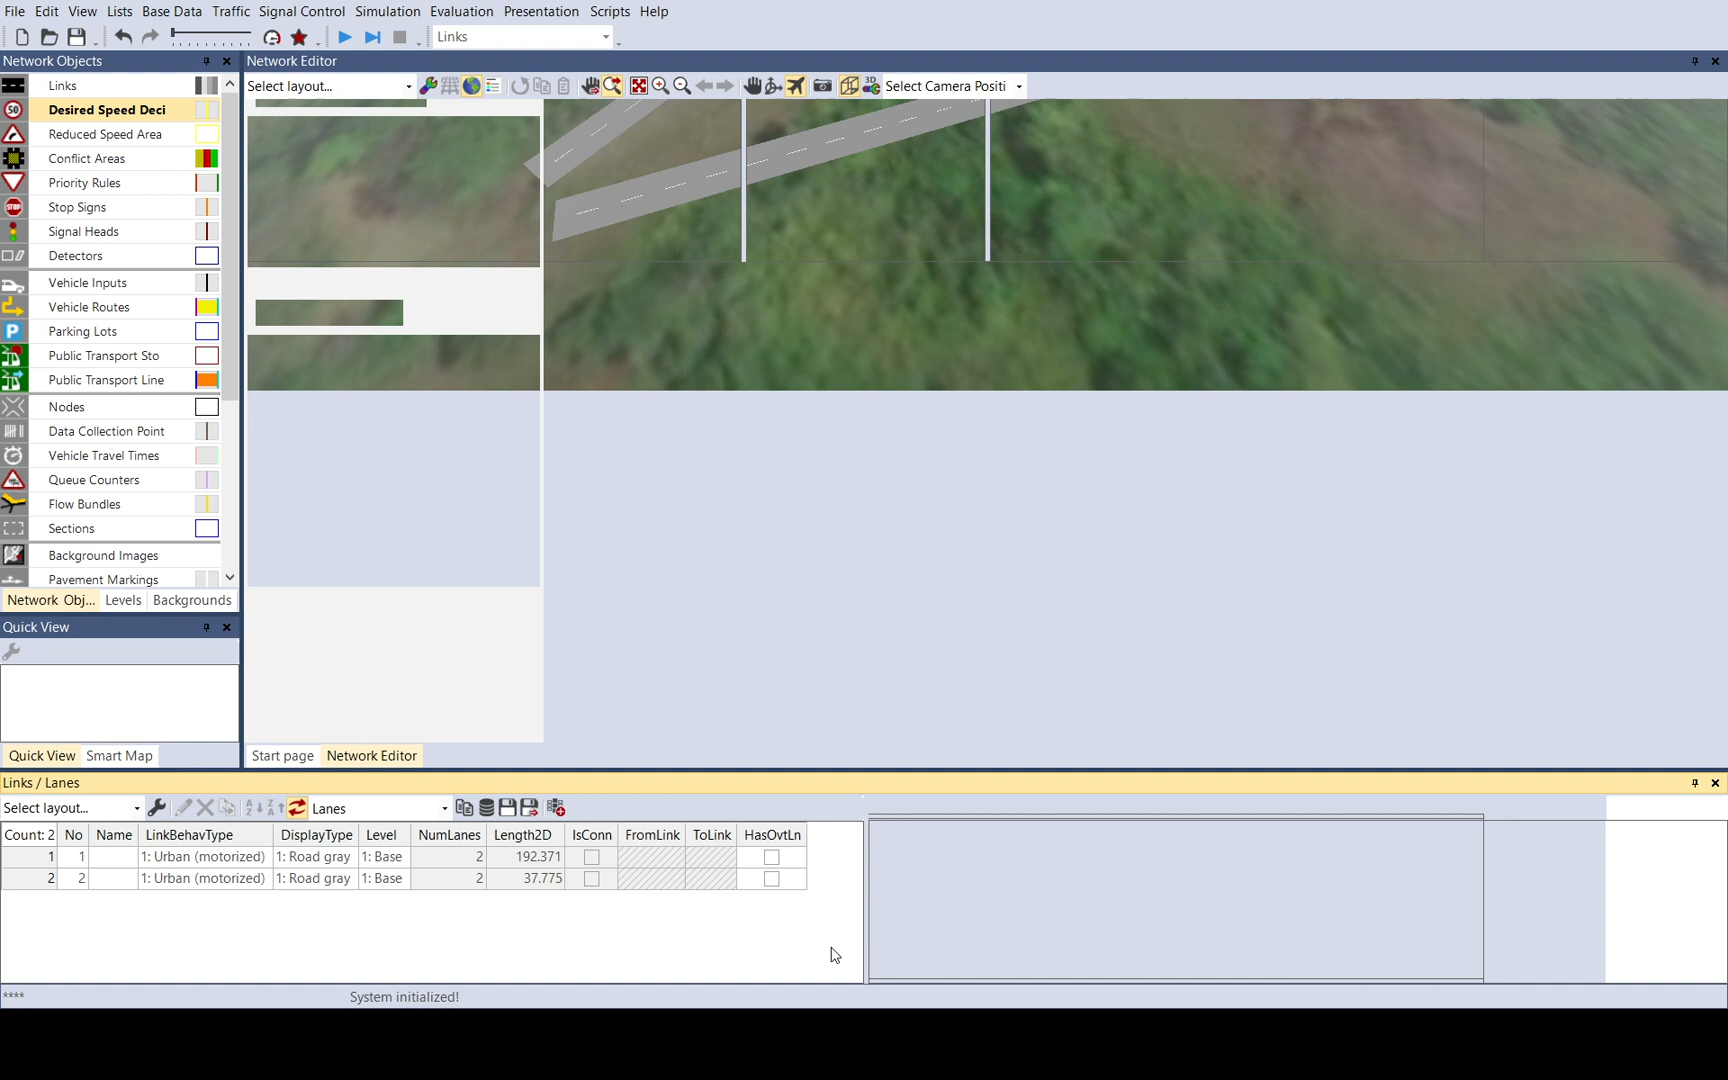 File Edit View Lists Base Data Traffic Signal Control Simulation Evaluation Presentation Scripts Help
Links
Network Objects
Network Editor
Links
Select layout...
3D
Select Camera Positi
50
Desired Speed Deci
Reduced Speed Area
Conflict Areas
Priority Rules
STOP
Stop Signs
Signal Heads
Detectors
Vehicle Inputs
Vehicle Routes
P
Parking Lots
Public Transport Sto
Public Transport Line
Nodes
Data Collection Point
Vehicle Travel Times
Queue Counters
Flow Bundles
Sections
Background Images
Pavement Markings
Network Obj... Levels Backgrounds
Quick View
Quick View Smart Map
Start page Network Editor
Links / Lanes
Select layout...
Lanes
Count: 2 No Name LinkBehavType DisplayType Level NumLanes Length2D IsConn FromLink ToLink HasOvtLn
1 1 1: Urban (motorized) 1: Road gray 1: Base 2 192.371
2 2 1: Urban (motorized) 1: Road gray 1: Base 2 37.775
**** System initialized!